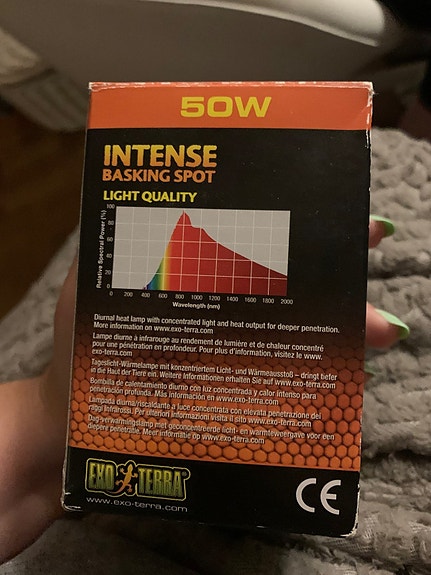 50W
INTENSE
BASKING SPOT
LIGHT QUALITY
Relative Spectral Power (%)
100
80
60
40
20
0
0 200 400 600 800 1000 1200 1400 1600 1800 2000
Wavelength (nm)
Diurnal heat lamp with concentrated light and heat output for deeper penetration.
More information on www.exo-terra.com
Lampe diurne à infrarouge au rendement de lumière et de chaleur concentré
pour une pénétration en profondeur. Pour plus d'information, visitez le www.
exo-terra.com
Tageslicht-Wärmelampe mit konzentriertem Licht- und Wärmeausstoß – dringt tiefer
in die Haut der Tiere ein. Weitere Informationen erhalten Sie auf www.exo-terra.com
Bombilla de calentamiento diurno con luz concentrada y calor intenso para
penetración profunda. Más información en www.exo-terra.com
Lampada diurna/riscaldante a luce concentrata con elevata penetrazione dei
raggi infrarossi. Per ulteriori informazioni visita il sito www.exo-terra.com
Dag-verwarmingslamp met geconcentreerde licht- en warmteweergave voor een
diepere penetratie. Meer informatie op www.exo-terra.com
EXO TERRA
www.exo-terra.com
CE